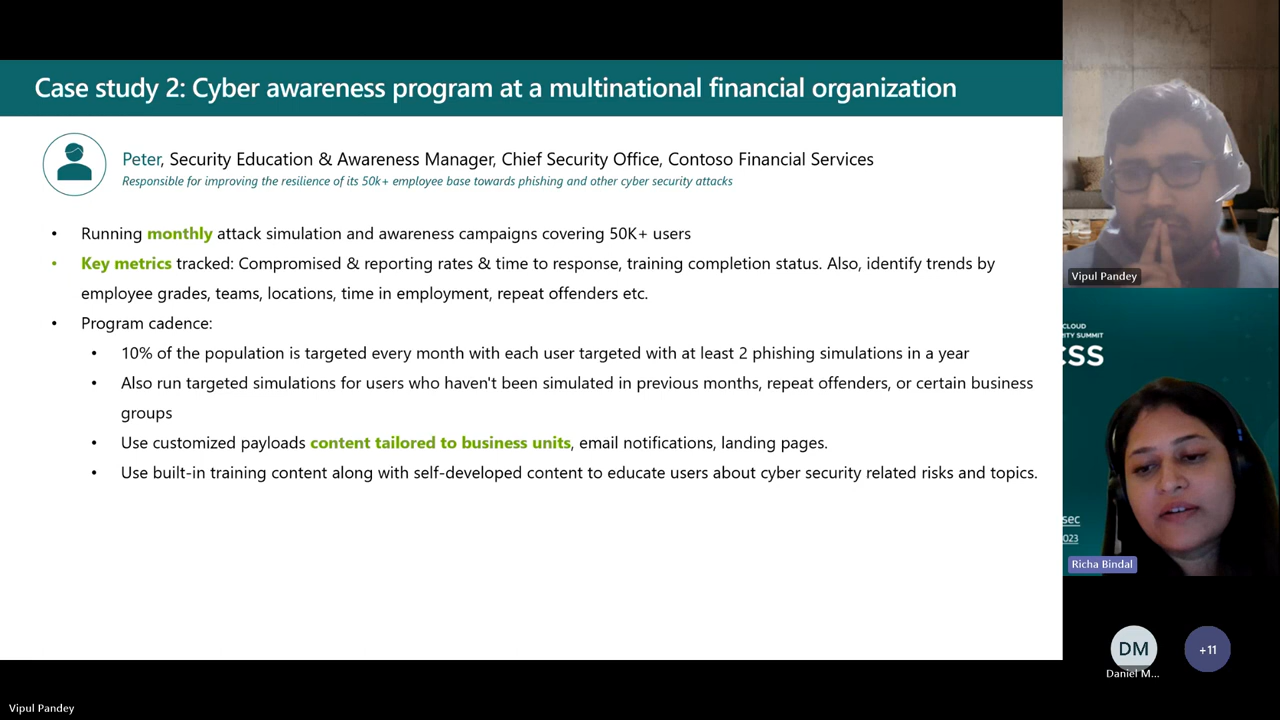 Case study 2: Cyber awareness program at a multinational financial organization
Peter, Security Education & Awareness Manager, Chief Security Office, Contoso Financial Services
Responsible for improving the resilience of its 50k+ employee base towards phishing and other cyber security attacks
• Running monthly attack simulation and awareness campaigns covering 50K+ users
• Key metrics tracked: Compromised & reporting rates & time to response, training completion status. Also, identify trends by
employee grades, teams, locations, time in employment, repeat offenders etc.
• Program cadence:
• 10% of the population is targeted every month with each user targeted with at least 2 phishing simulations in a year
• Also run targeted simulations for users who haven't been simulated in previous months, repeat offenders, or certain business
groups
• Use customized payloads content tailored to business units, email notifications, landing pages.
• Use built-in training content along with self-developed content to educate users about cyber security related risks and topics.
Vipul Pandey
CLOUD
SUMMIT
CSS
sec
023
Richa Bindal
DM
Daniel M...
+11
Vipul Pandey